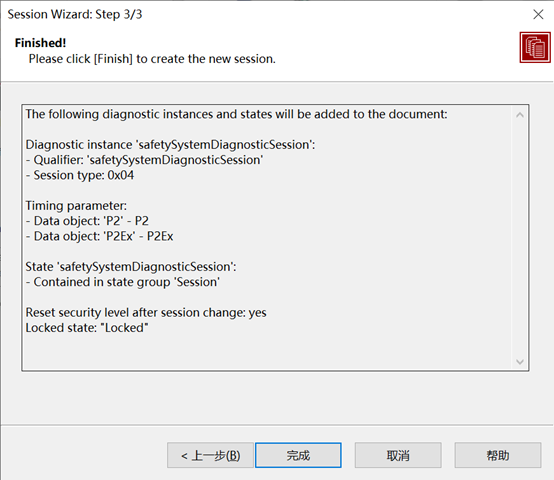 Session Wizard: Step 3/3
Finished!
Please click [Finish] to create the new session.
The following diagnostic instances and states will be added to the document:
Diagnostic instance 'safetySystemDiagnosticSession':
- Qualifier: 'safetySystemDiagnosticSession'
- Session type: 0x04
Timing parameter:
- Data object: 'P2' - P2
- Data object: 'P2Ex' - P2Ex
State 'safetySystemDiagnosticSession':
- Contained in state group 'Session'
Reset security level after session change: yes
Locked state: "Locked"
< 上一步(B) 完成 取消 帮助